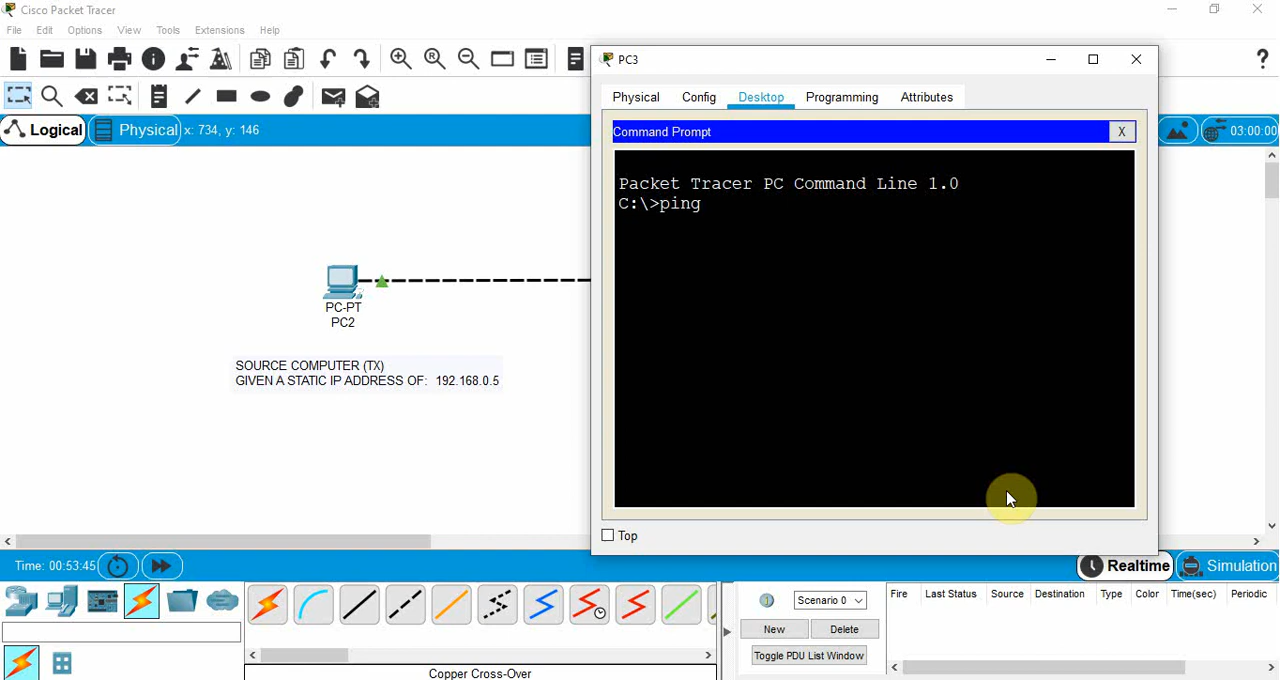 Cisco Packet Tracer
File Edit Options View Tools Extensions Help
PC3
Physical Config Desktop Programming Attributes
Logical Physical x: 734, y: 146
03:00:00
Command Prompt X
Packet Tracer PC Command Line 1.0
C:\>ping
PC-PT
PC2
SOURCE COMPUTER (TX)
GIVEN A STATIC IP ADDRESS OF: 192.168.0.5
Top
Time: 00:53:45
Realtime Simulation
Scenario 0
New Delete
Toggle PDU List Window
Fire Last Status Source Destination Type Color Time(sec) Periodic
Copper Cross-Over